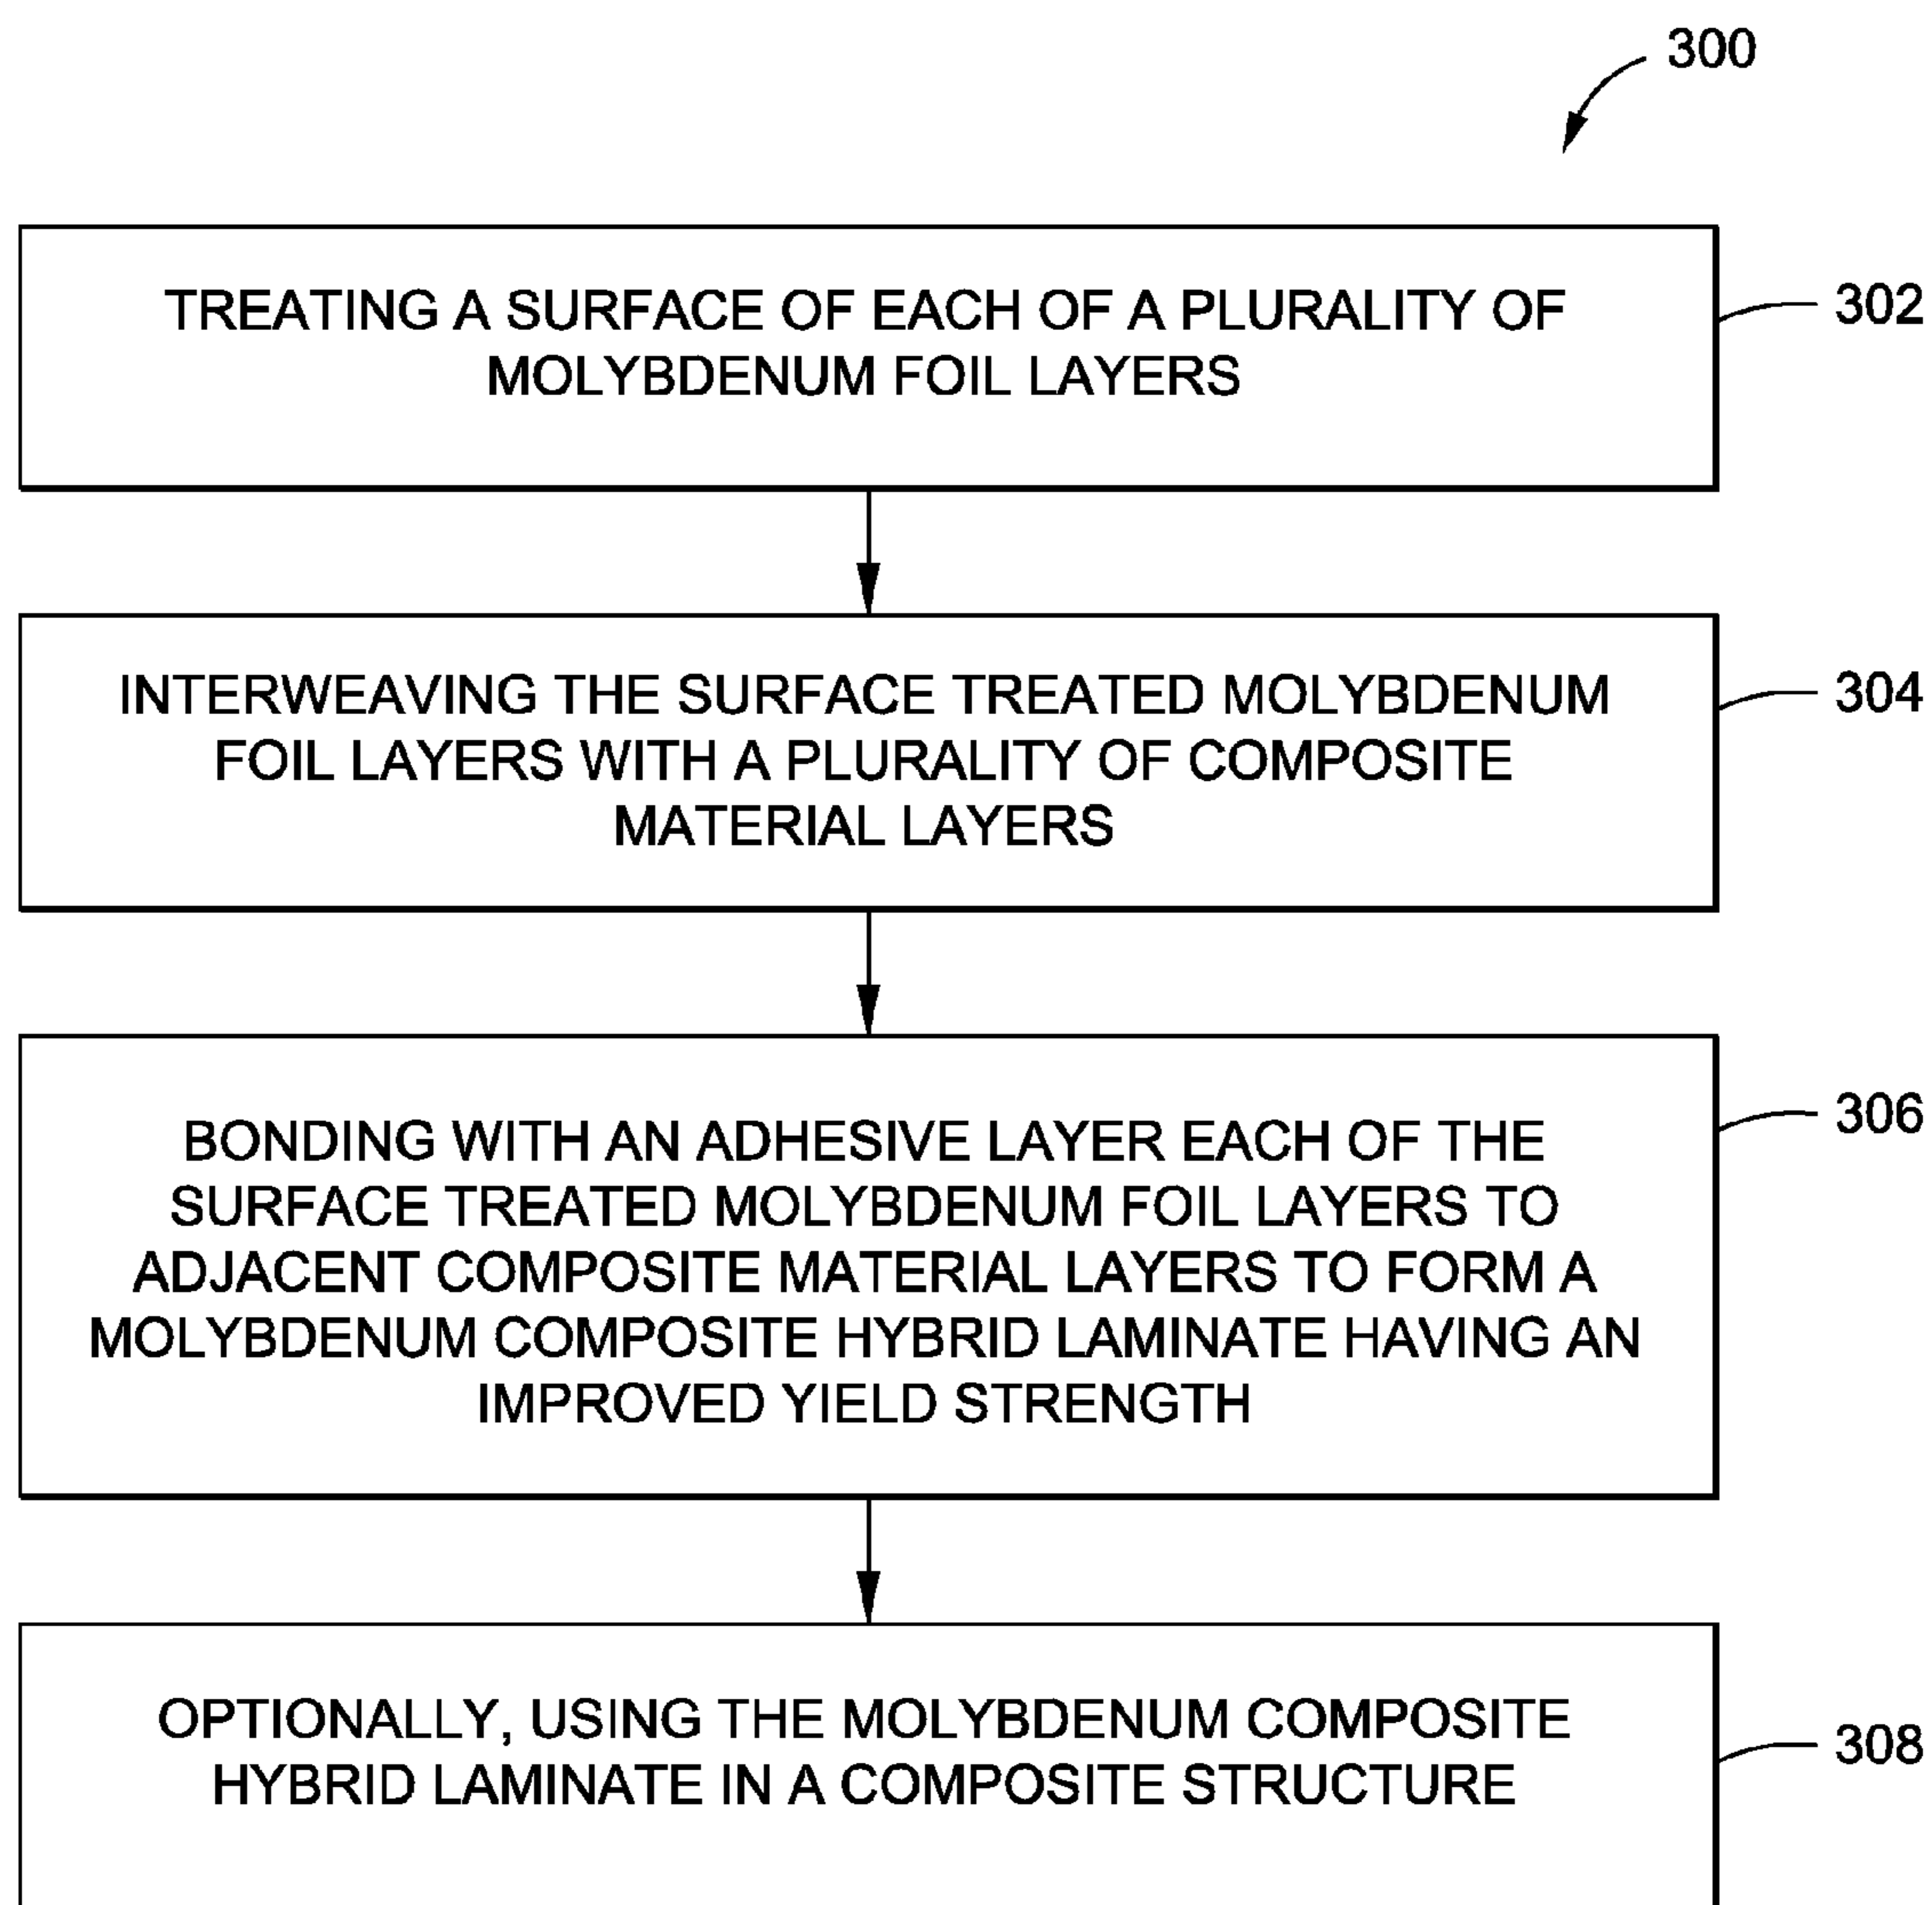 300
TREATING A SURFACE OF EACH OF A PLURALITY OF
MOLYBDENUM FOIL LAYERS
302
INTERWEAVING THE SURFACE TREATED MOLYBDENUM
FOIL LAYERS WITH A PLURALITY OF COMPOSITE
MATERIAL LAYERS
304
BONDING WITH AN ADHESIVE LAYER EACH OF THE
SURFACE TREATED MOLYBDENUM FOIL LAYERS TO
ADJACENT COMPOSITE MATERIAL LAYERS TO FORM A
MOLYBDENUM COMPOSITE HYBRID LAMINATE HAVING AN
IMPROVED YIELD STRENGTH
306
OPTIONALLY, USING THE MOLYBDENUM COMPOSITE
HYBRID LAMINATE IN A COMPOSITE STRUCTURE
308